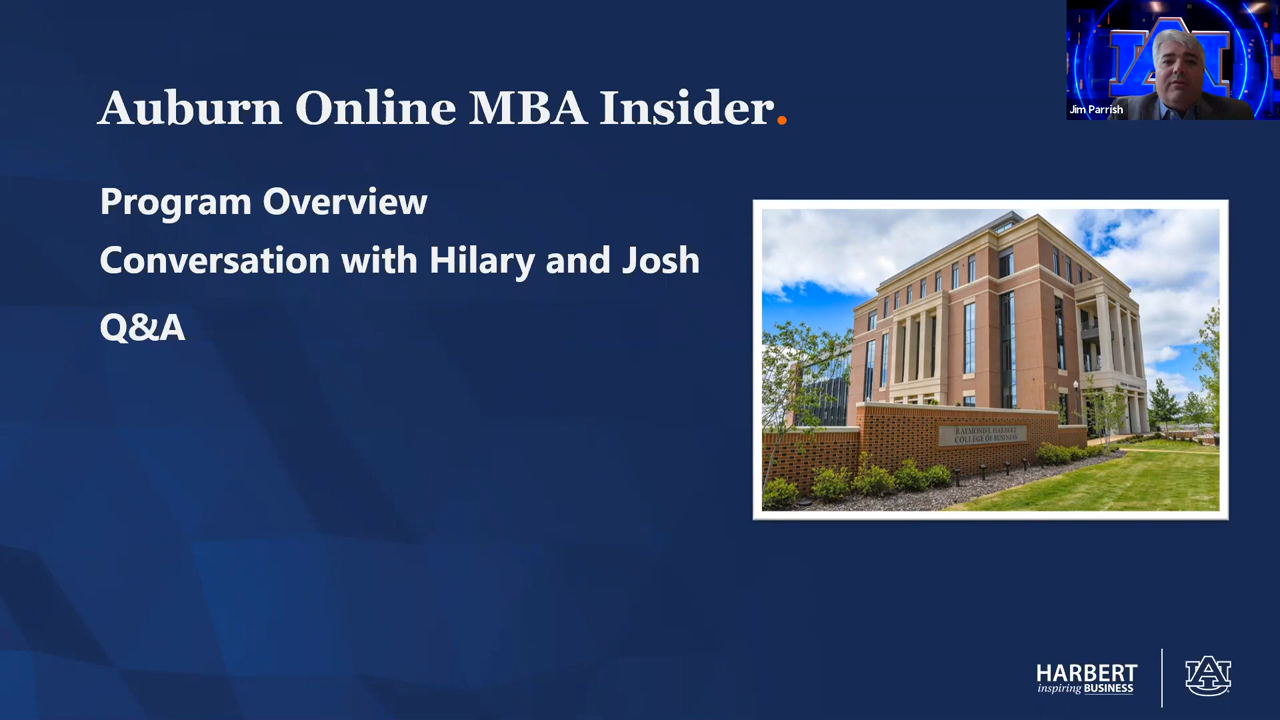 Auburn Online MBA Insider.
Jim Parrish
Program Overview
Conversation with Hilary and Josh
Q&A
RAYMOND J. HARBERT
COLLEGE OF BUSINESS
HARBERT
inspiring BUSINESS
AU